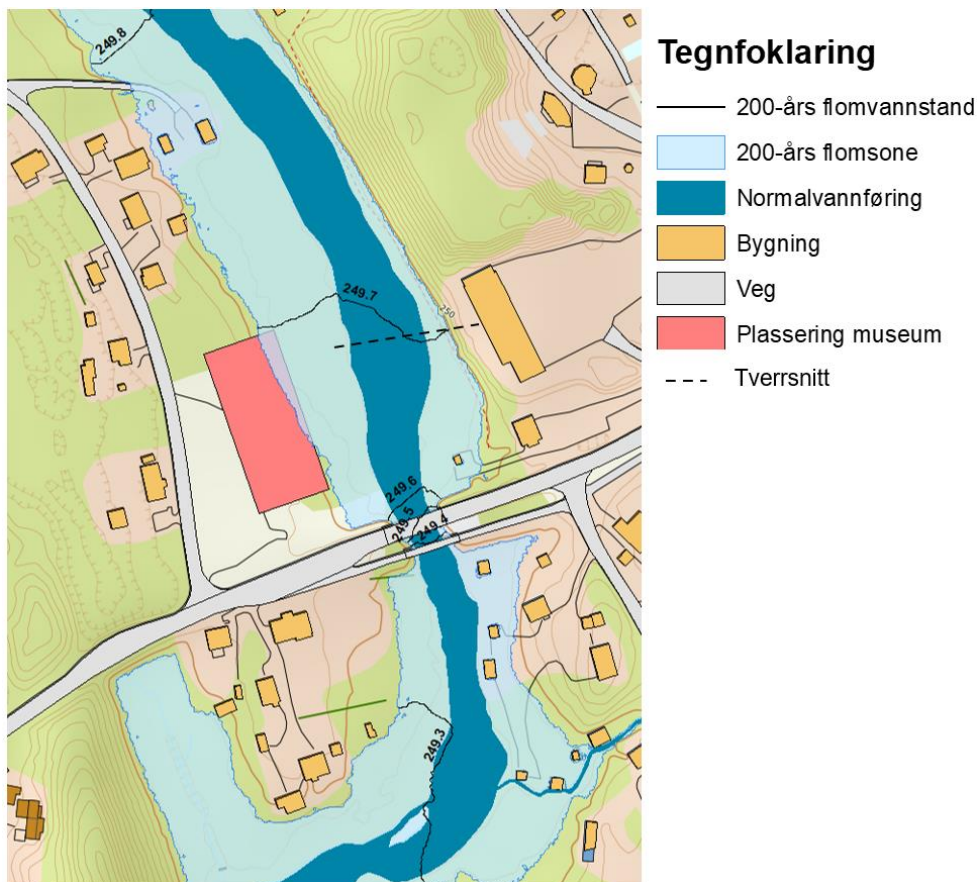 249.8
249.7
250
249.6
249.5
249.4
249.3
Tegnfoklaring
200-års flomvannstand
200-års flomsone
Normalvannføring
Bygning
Veg
Plassering museum
Tverrsnitt